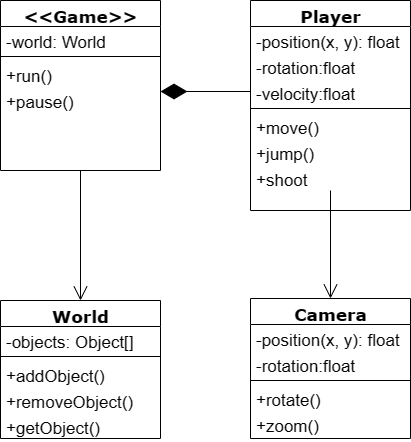 <<Game>>
-world: World
+run()
+pause()
Player
-position(x, y): float
-rotation:float
-velocity:float
+move()
+jump()
+shoot
World
-objects: Object[]
+addObject()
+removeObject()
+getObject()
Camera
-position(x, y): float
-rotation:float
+rotate()
+zoom()